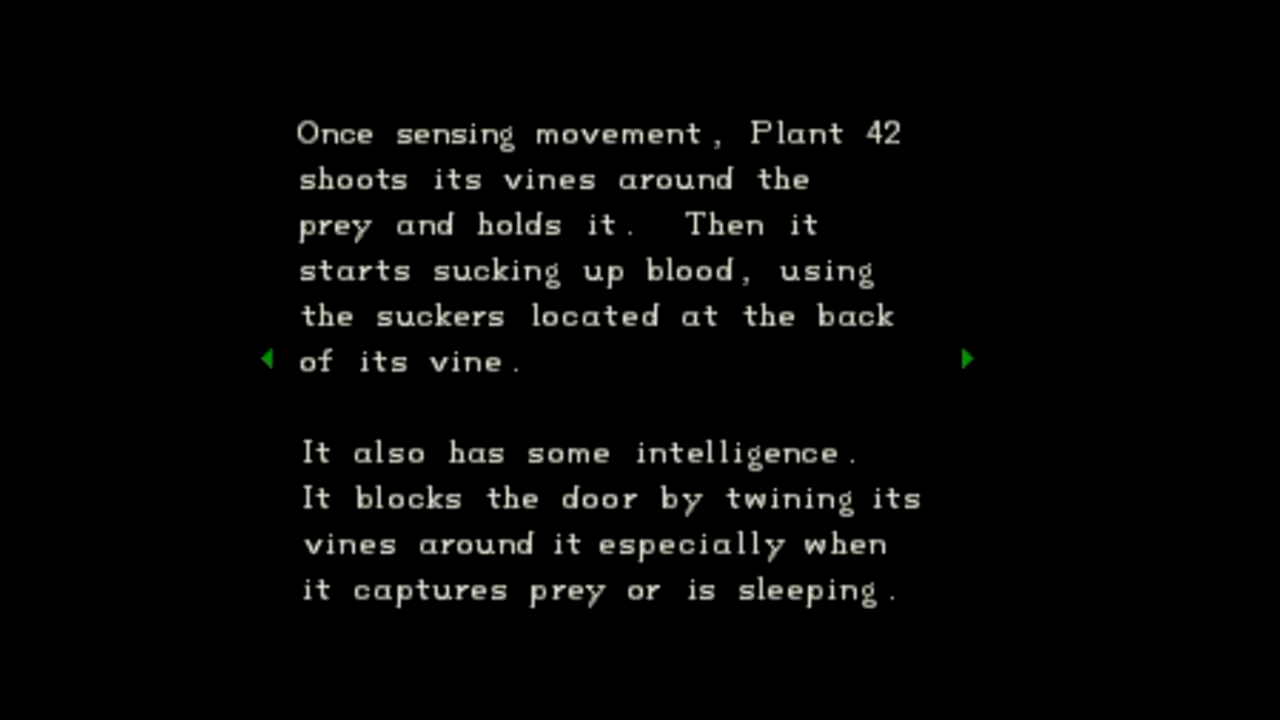 Once sensing movement, Plant 42
shoots its vines around the
prey and holds it. Then it
starts sucking up blood, using
the suckers located at the back
of its vine.
It also has some intelligence.
It blocks the door by twining its
vines around it especially when
it captures prey or is sleeping.